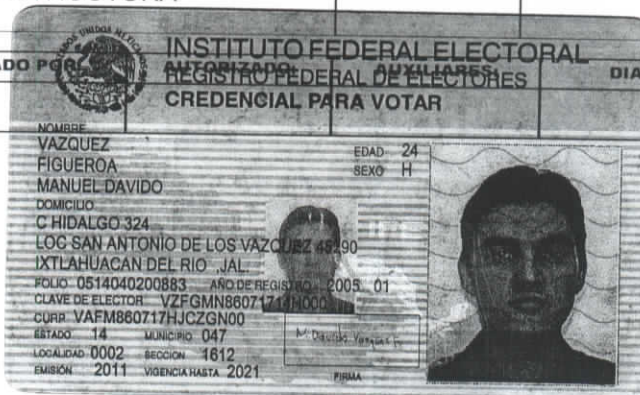 INSTITUTO FEDERAL ELECTORAL
REGISTRO FEDERAL DE ELECTORES
CREDENCIAL PARA VOTAR
ADO POR:
AUTORIZADO:
AUXILIARES:
DIA
NOMBRE
VAZQUEZ
FIGUEROA
MANUEL DAVIDO
EDAD 24
SEXO H
DOMICILIO
C HIDALGO 324
LOC SAN ANTONIO DE LOS VAZQUEZ
IXTLAHUACAN DEL RIO ,JAL.
FOLIO 0514040200883 AÑO DE REGISTRO 2005 01
CLAVE DE ELECTOR
CURP VAFM860717HJCZGN00
ESTADO 14 MUNICIPIO 047
LOCALIDAD 0002 SECCION 1612
EMISIÓN 2011 VIGENCIA HASTA 2021
FIRMA